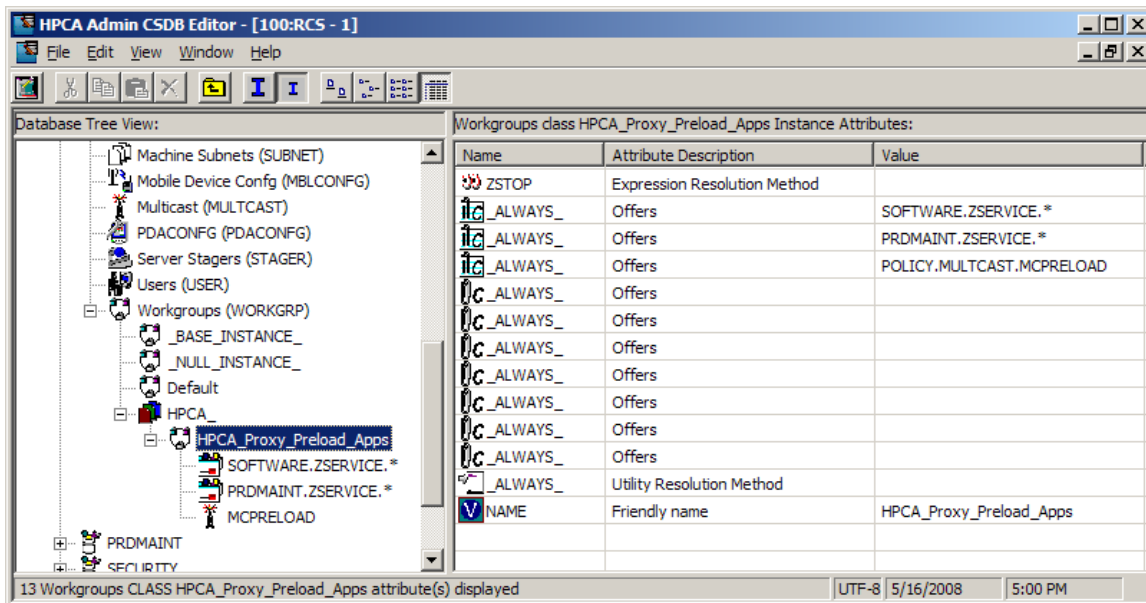 HPCA Admin CSDB Editor - [100:RCS - 1]
File Edit View Window Help
Database Tree View:
Machine Subnets (SUBNET)
Mobile Device Confg (MBLCONFG)
Multicast (MULTCAST)
PDACONFG (PDACONFG)
Server Stagers (STAGER)
Users (USER)
Workgroups (WORKGRP)
_BASE_INSTANCE_
_NULL_INSTANCE_
Default
HPCA_
HPCA_Proxy_Preload_Apps
SOFTWARE.ZSERVICE.*
PRDMAINT.ZSERVICE.*
MCPRELOAD
PRDMAINT
SECURITY
Workgroups class HPCA_Proxy_Preload_Apps Instance Attributes:
Name Attribute Description Value
ZSTOP Expression Resolution Method
_ALWAYS_ Offers SOFTWARE.ZSERVICE.*
_ALWAYS_ Offers PRDMAINT.ZSERVICE.*
_ALWAYS_ Offers POLICY.MULTCAST.MCPRELOAD
_ALWAYS_ Offers
_ALWAYS_ Offers
_ALWAYS_ Offers
_ALWAYS_ Offers
_ALWAYS_ Offers
_ALWAYS_ Offers
_ALWAYS_ Offers
_ALWAYS_ Utility Resolution Method
V NAME Friendly name HPCA_Proxy_Preload_Apps
13 Workgroups CLASS HPCA_Proxy_Preload_Apps attribute(s) displayed UTF-8 5/16/2008 5:00 PM